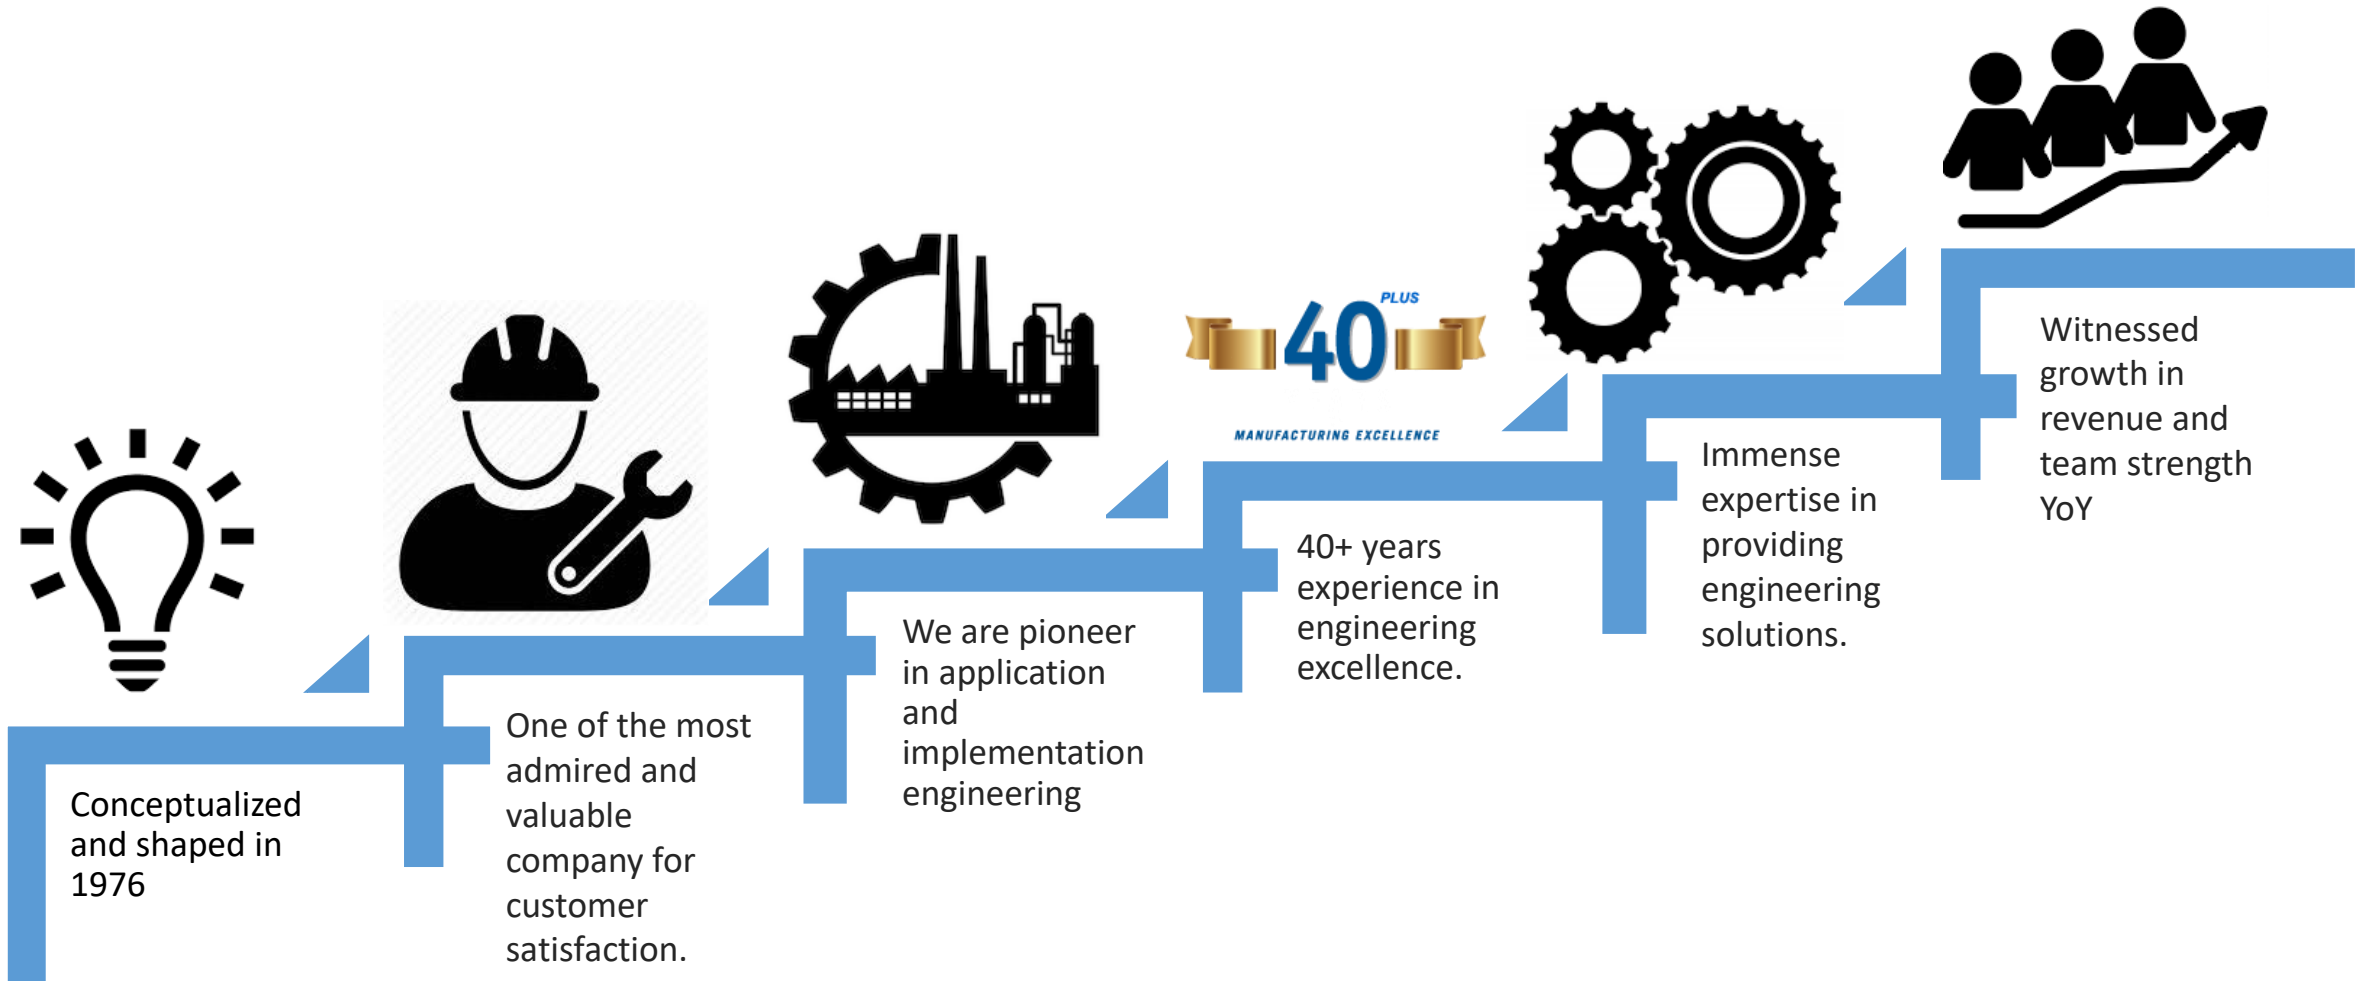 Conceptualized
and shaped in
1976
One of the most
admired and
valuable
company for
customer
satisfaction.
We are pioneer
in application
and
implementation
engineering
40 PLUS
MANUFACTURING EXCELLENCE
40+ years
experience in
engineering
excellence.
Immense
expertise in
providing
engineering
solutions.
Witnessed
growth in
revenue and
team strength
YoY